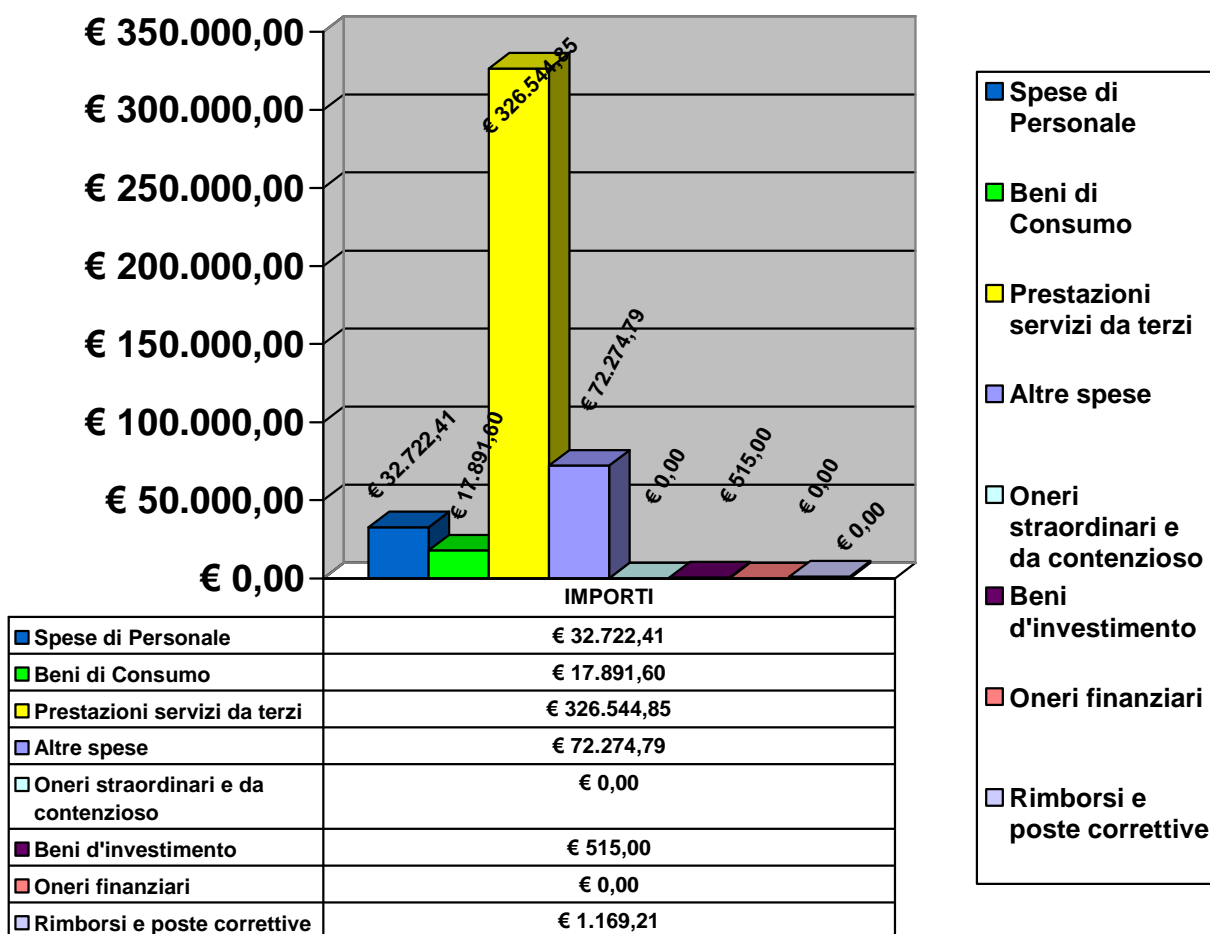 € 350.000,00
€ 300.000,00
€ 250.000,00
€ 200.000,00
€ 150.000,00
€ 100.000,00
€ 50.000,00
€ 0,00
€ 32.722,41
€ 17.891,60
€ 326.544,85
€ 72.274,79
€ 0,00
€ 515,00
€ 0,00
€ 0,00
IMPORTI
Spese di Personale € 32.722,41
Beni di Consumo € 17.891,60
Prestazioni servizi da terzi € 326.544,85
Altre spese € 72.274,79
Oneri straordinari e da € 0,00
contenzioso
Beni d'investimento € 515,00
Oneri finanziari € 0,00
Rimborsi e poste correttive € 1.169,21
Spese di
Personale
Beni di
Consumo
Prestazioni
servizi da terzi
Altre spese
Oneri
straordinari e
da contenzioso
Beni
d'investimento
Oneri finanziari
Rimborsi e
poste correttive